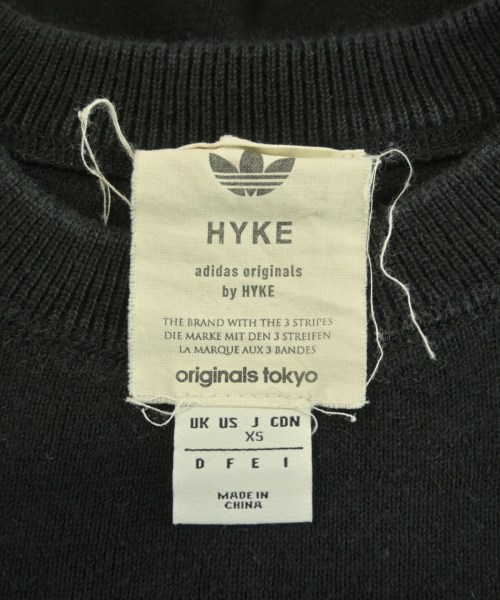 HYKE
adidas originals
by HYKE
THE BRAND WITH THE 3 STRIPES
DIE MARKE MIT DEN 3 STREIFEN
LA MARQUE AUX 3 BANDES
originals tokyo
UK US J CDN
XS
D F E I
MADE IN
CHINA